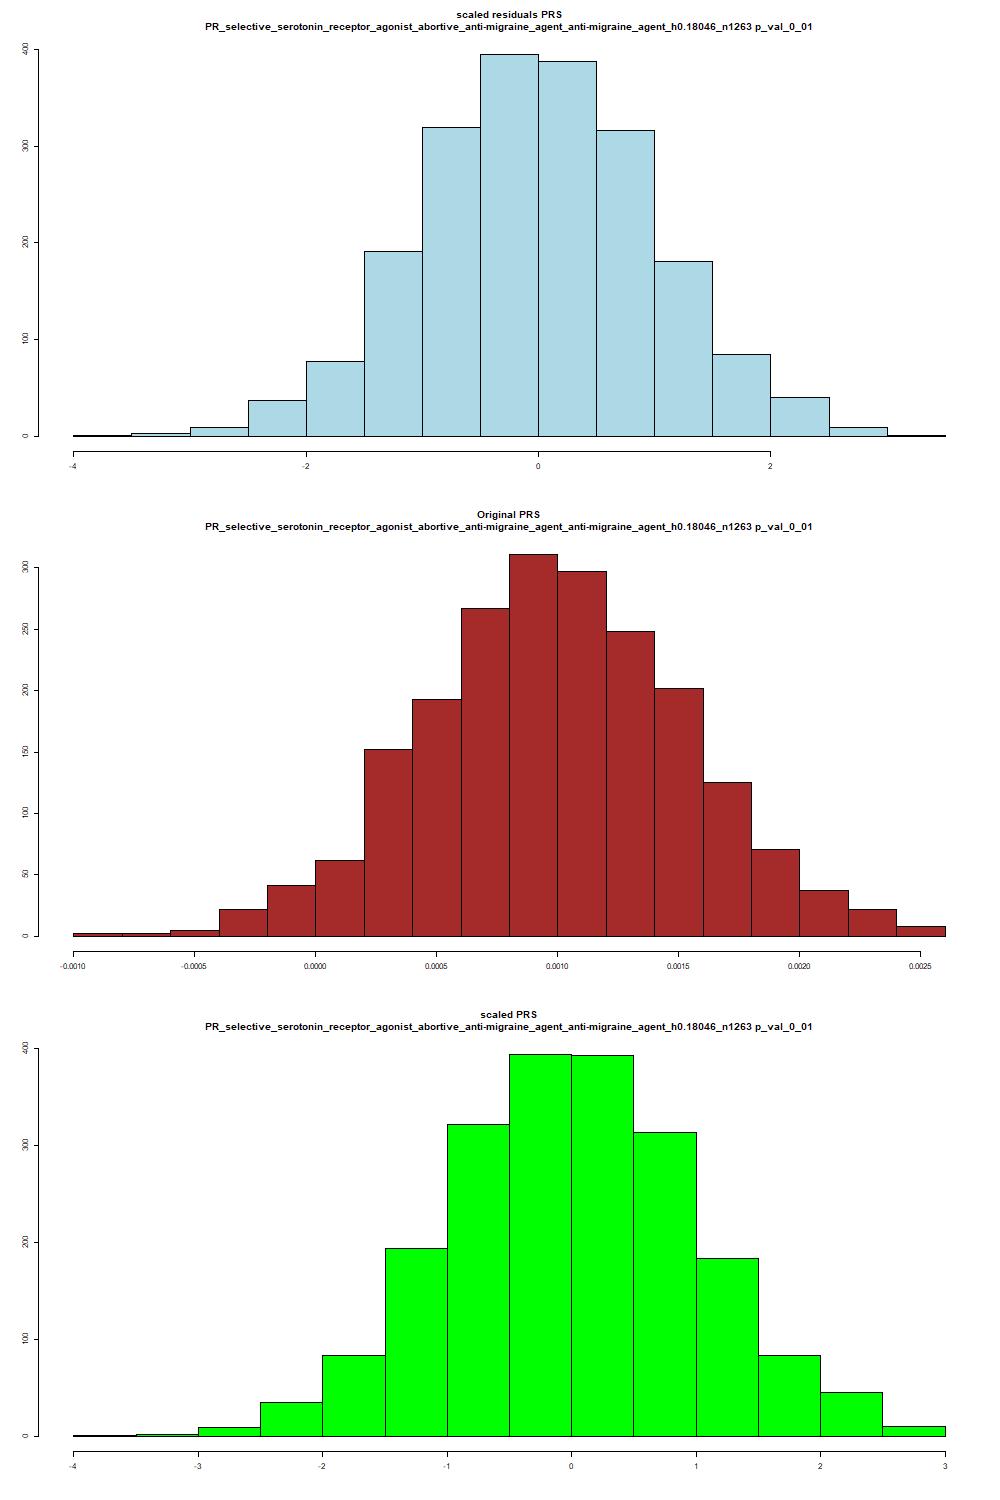 scaled residuals PRS
PR_selective_serotonin_receptor_agonist_abortive_anti-migraine_agent_anti-migraine_agent_h0.18046_n1263 p_val_0_01
400
300
200
100
0
-4 -2 0 2
Original PRS
PR_selective_serotonin_receptor_agonist_abortive_anti-migraine_agent_anti-migraine_agent_h0.18046_n1263 p_val_0_01
300
250
200
150
100
50
0
-0.0010 -0.0005 0.0000 0.0005 0.0010 0.0015 0.0020 0.0025
scaled PRS
PR_selective_serotonin_receptor_agonist_abortive_anti-migraine_agent_anti-migraine_agent_h0.18046_n1263 p_val_0_01
400
300
200
100
0
-4 -3 -2 -1 0 1 2 3